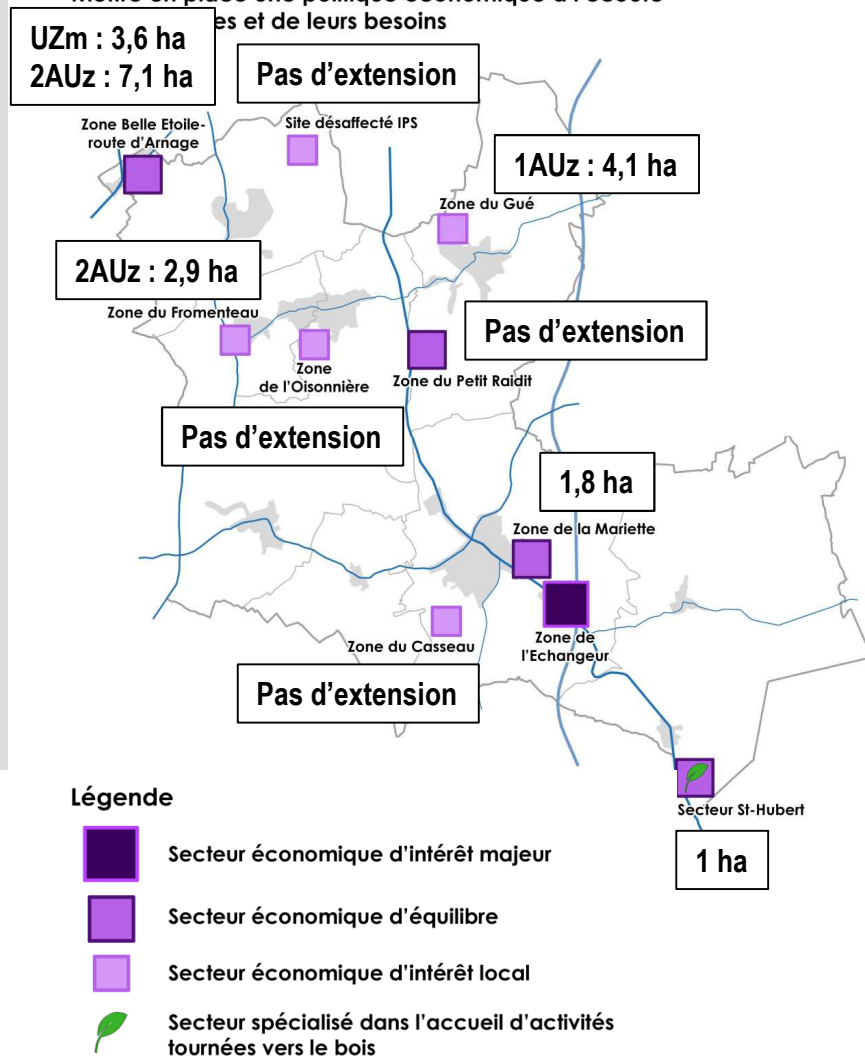 UZm : 3,6 ha
2AUz : 7,1 ha
es et de leurs besoins
Pas d'extension
Zone Belle Etoile-
route d'Arnage
Site désaffecté IPS
1AUz : 4,1 ha
Zone du Gué
2AUz : 2,9 ha
Zone du Fromenteau
Pas d'extension
Zone
de l'Oisonnière
Zone du Petit Raidit
Pas d'extension
1,8 ha
Zone de la Mariette
Zone du Casseau
Zone de
l'Echangeur
Pas d'extension
Secteur St-Hubert
1 ha
Légende
Secteur économique d'intérêt majeur
Secteur économique d'équilibre
Secteur économique d'intérêt local
Secteur spécialisé dans l'accueil d'activités
tournées vers le bois